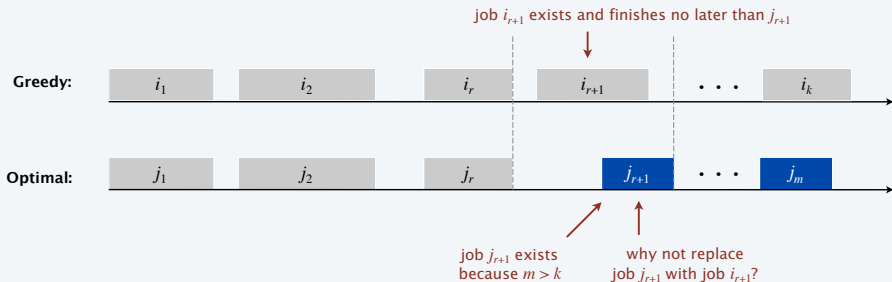 job i_{r+1} exists and finishes no later than j_{r+1}
Greedy: i_1 i_2 i_r i_{r+1} . . . i_k
Optimal: j_1 j_2 j_r j_{r+1} . . . j_m
job j_{r+1} exists
because m > k
why not replace
job j_{r+1} with job i_{r+1}?